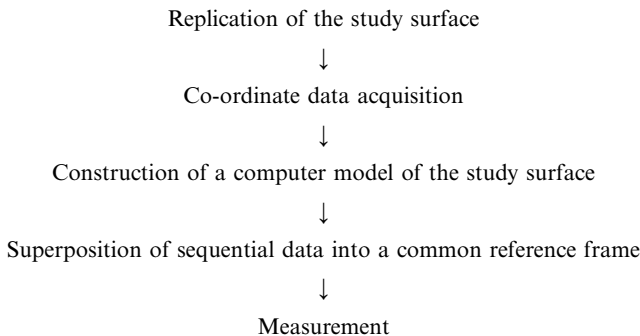 Replication of the study surface
↓
Co-ordinate data acquisition
↓
Construction of a computer model of the study surface
↓
Superposition of sequential data into a common reference frame
↓
Measurement